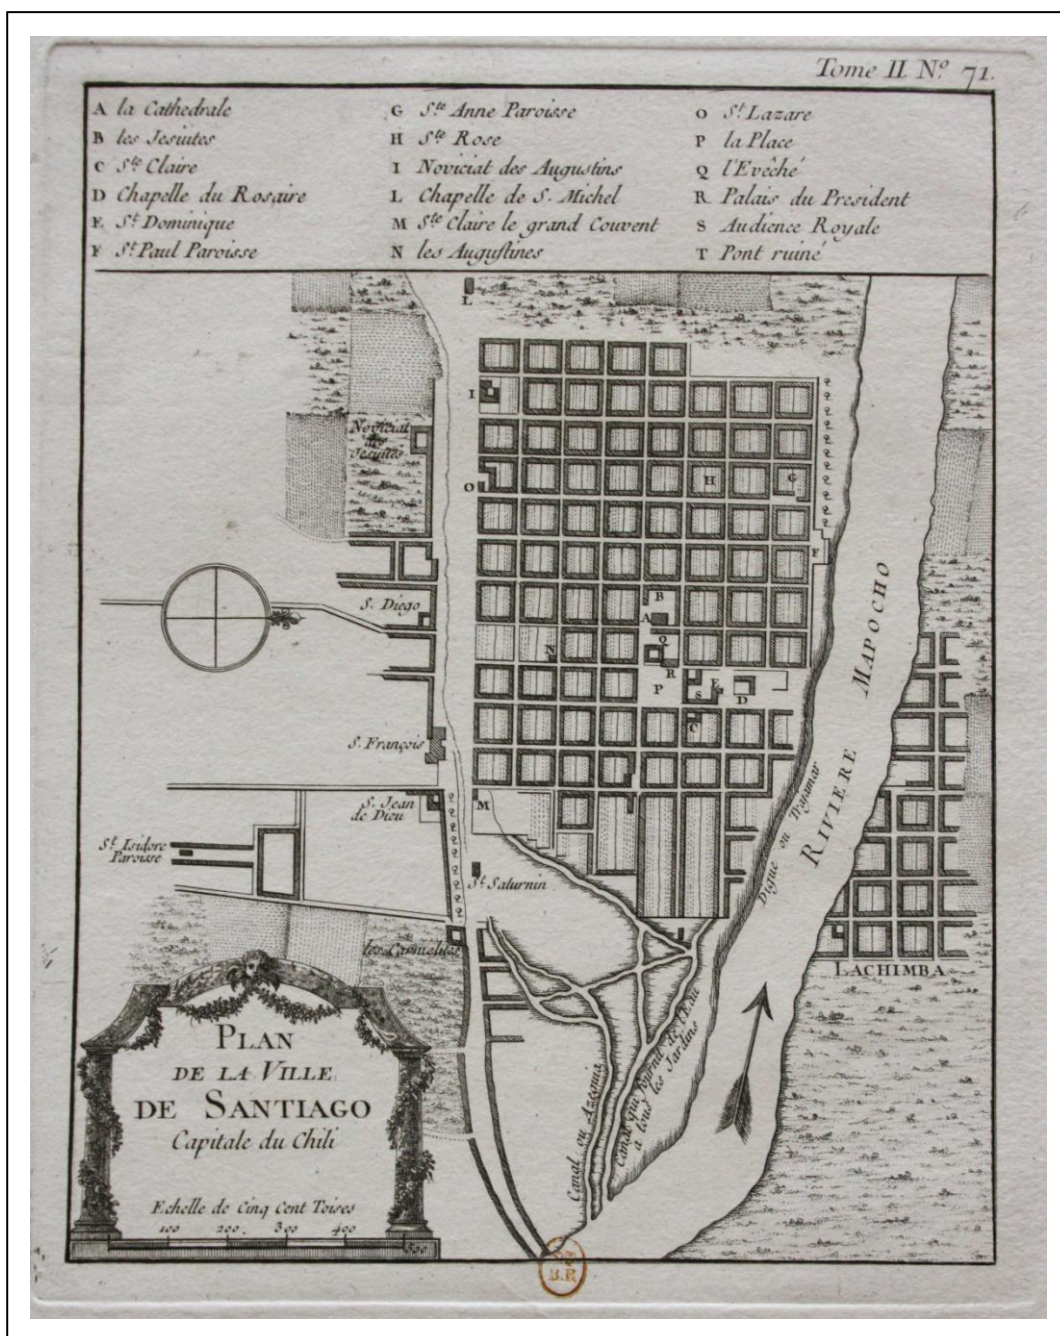 Tome II N.º 71.
A la Cathedrale
B les Jesuites
C S.te Claire
D Chapelle du Rosaire
E S.t Dominique
F S.t Paul Paroisse
G S.te Anne Paroisse
H S.te Rose
I Noviciat des Augustins
L Chapelle de S. Michel
M S.te Claire le grand Couvent
N les Augustines
O S.t Lazare
P la Place
Q l'Evêché
R Palais du President
S Audience Royale
T Pont ruiné
L
I
Noviciat
des
Jesuites
O
H
G
F
S. Diego
B
A
Q
N
R
P
S
E
D
C
S. François
RIVIERE MAPOCHO
Digue ou Trajamar
S. Jean
de Dieu
M
S.t Isidore
Paroisse
S.t Saturnin
les Carmelites
LACHIMBA
Canal ou Azequia
Canal qui fournit de l'Eau
a tous les Jardins
PLAN
DE LA VILLE
DE SANTIAGO
Capitale du Chili
Echelle de Cinq Cent Toises
100 200 300 400
500
B.R